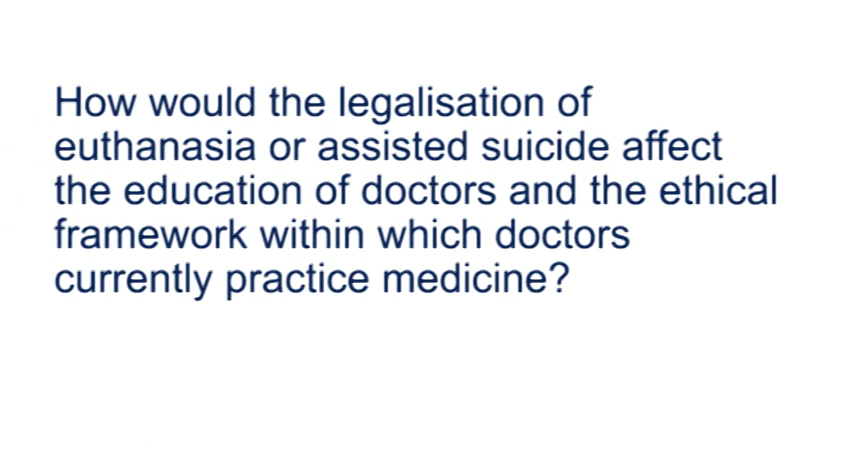 How would the legalisation of
euthanasia or assisted suicide affect
the education of doctors and the ethical
framework within which doctors
currently practice medicine?